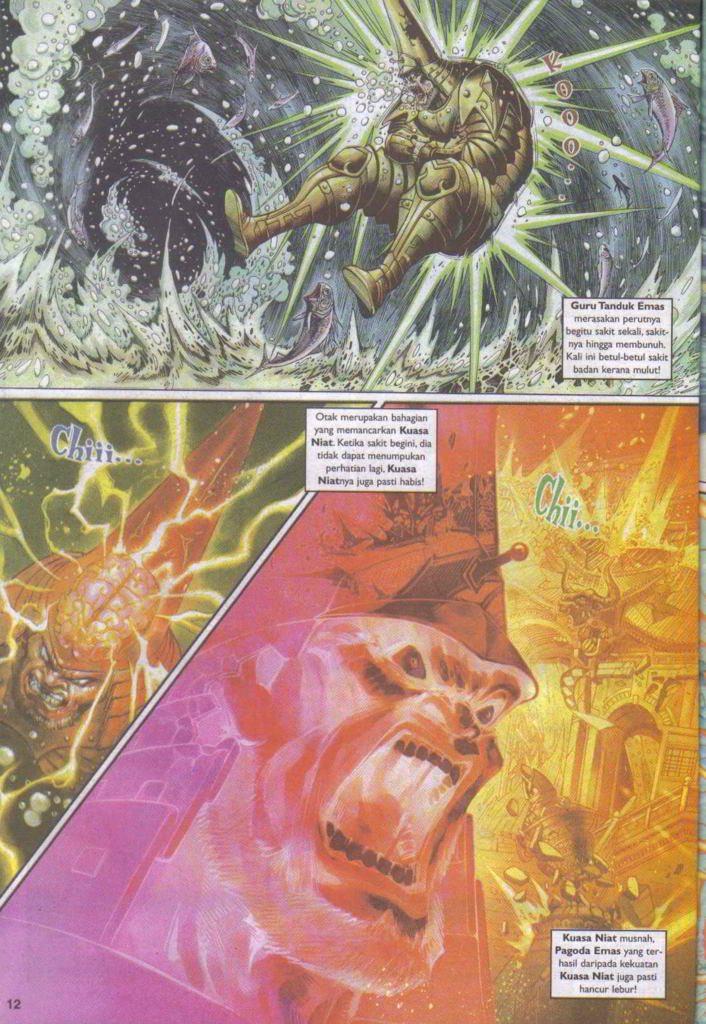 KOOO
Guru Tanduk Emas
merasakan perutnya
begitu sakit sekali, sakit-
nya hingga membunuh.
Kali ini betul-betul sakit
badan kerana mulut!
Chiii...
Otak merupakan bahagian
yang memancarkan Kuasa
Niat. Ketika sakit begini, dia
tidak dapat menumpukan
perhatian lagi. Kuasa
Niatnya juga pasti habis!
Chii...
Kuasa Niat musnah,
Pagoda Emas yang ter-
hasil daripada kekuatan
Kuasa Niat juga pasti
hancur lebur!
12